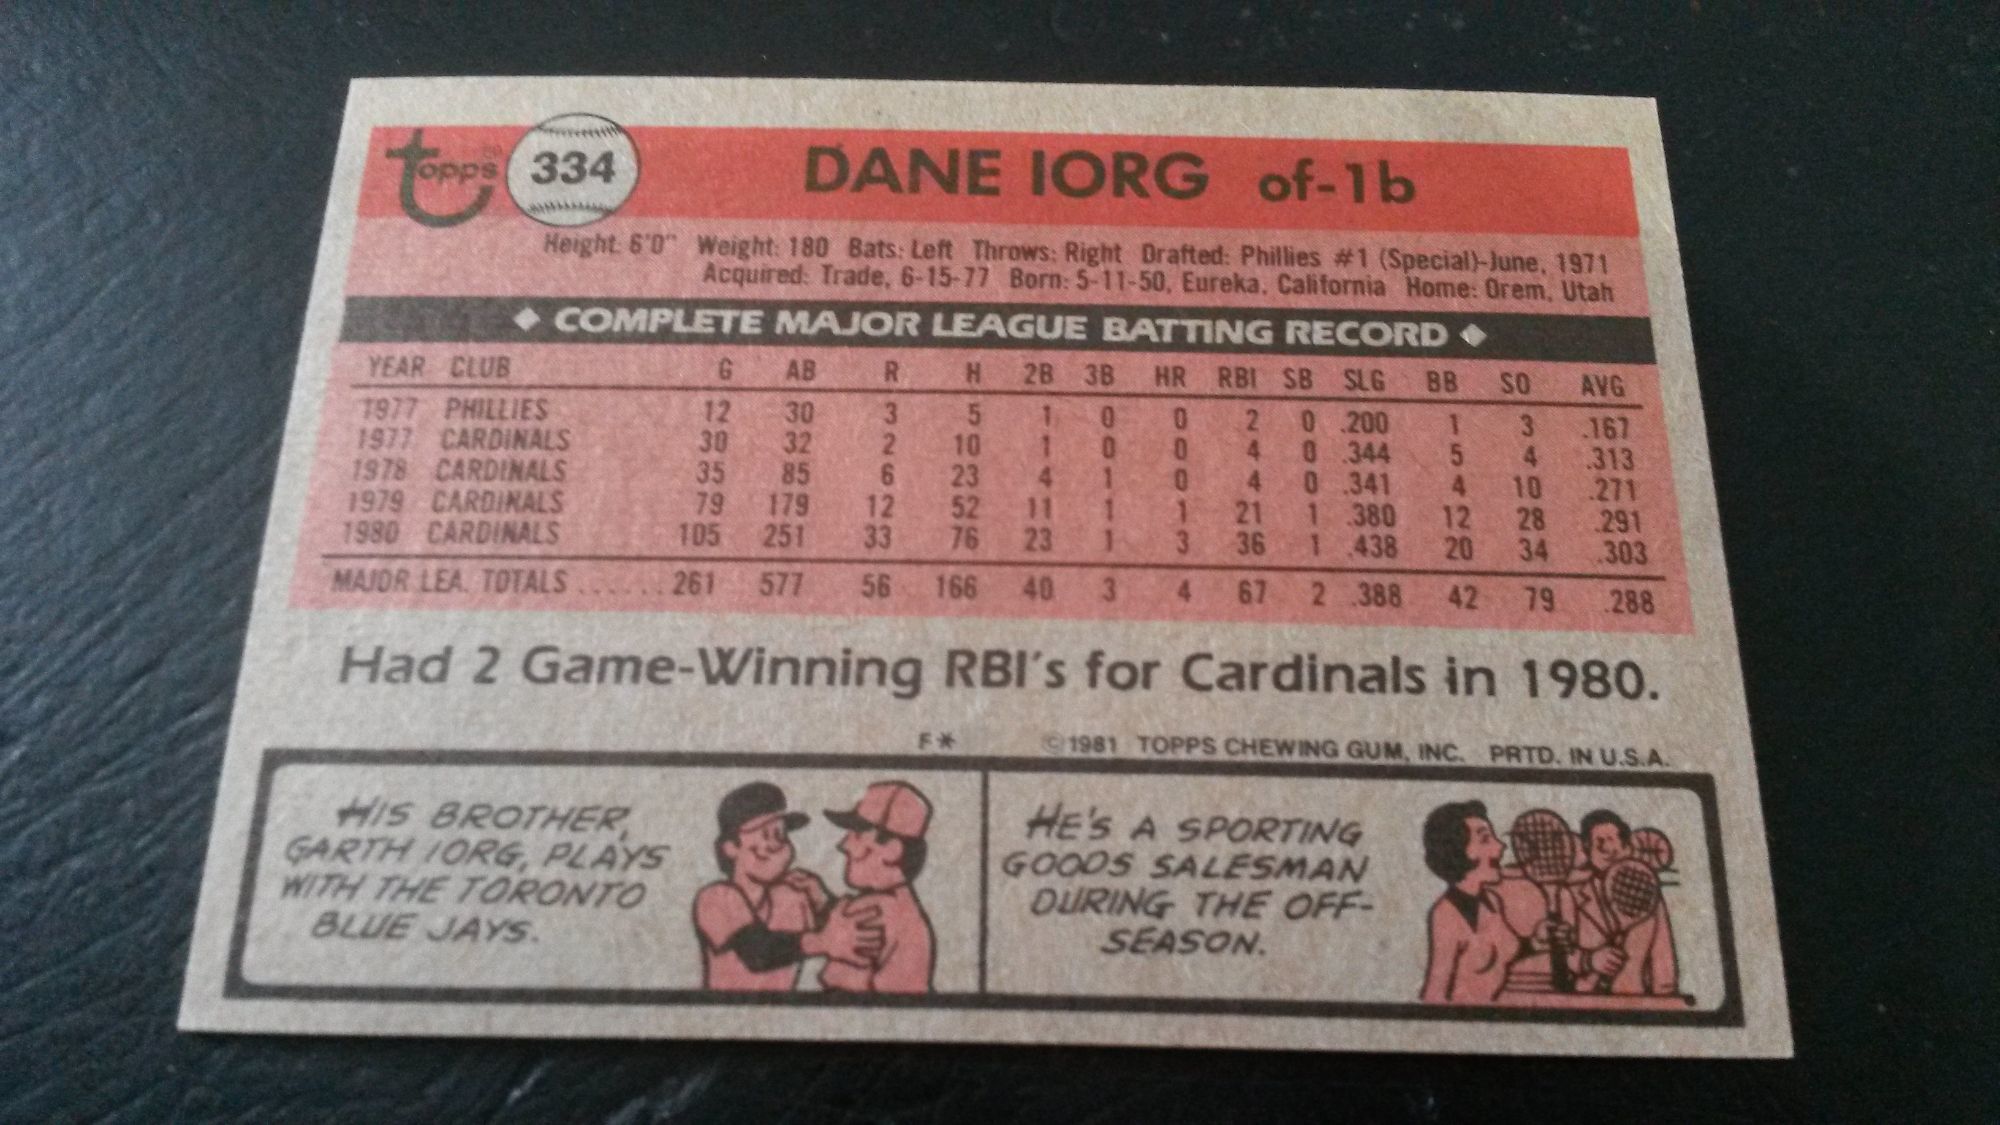 topps 334 DANE IORG of-1b
Height: 6'0" Weight: 180 Bats: Left Throws: Right Drafted: Phillies #1 (Special)-June, 1971
Acquired: Trade, 6-15-77 Born: 5-11-50, Eureka, California Home: Orem, Utah
◆ COMPLETE MAJOR LEAGUE BATTING RECORD ◆
YEAR CLUB G AB R H 2B 3B HR RBI SB SLG BB SO AVG
1977 PHILLIES 12 30 3 5 1 0 0 2 0 .200 1 3 .167
1977 CARDINALS 30 32 2 10 1 0 0 4 0 .344 5 4 .313
1978 CARDINALS 35 85 6 23 4 1 0 4 0 .341 4 10 .271
1979 CARDINALS 79 179 12 52 11 1 1 21 1 .380 12 28 .291
1980 CARDINALS 105 251 33 76 23 1 3 36 1 .438 20 34 .303
MAJOR LEA. TOTALS ...... 261 577 56 166 40 3 4 67 2 .388 42 79 .288
Had 2 Game-Winning RBI's for Cardinals in 1980.
F* ©1981 TOPPS CHEWING GUM, INC. PRTD. IN U.S.A.
HIS BROTHER,
GARTH IORG, PLAYS
WITH THE TORONTO
BLUE JAYS.
HE'S A SPORTING
GOODS SALESMAN
DURING THE OFF-
SEASON.